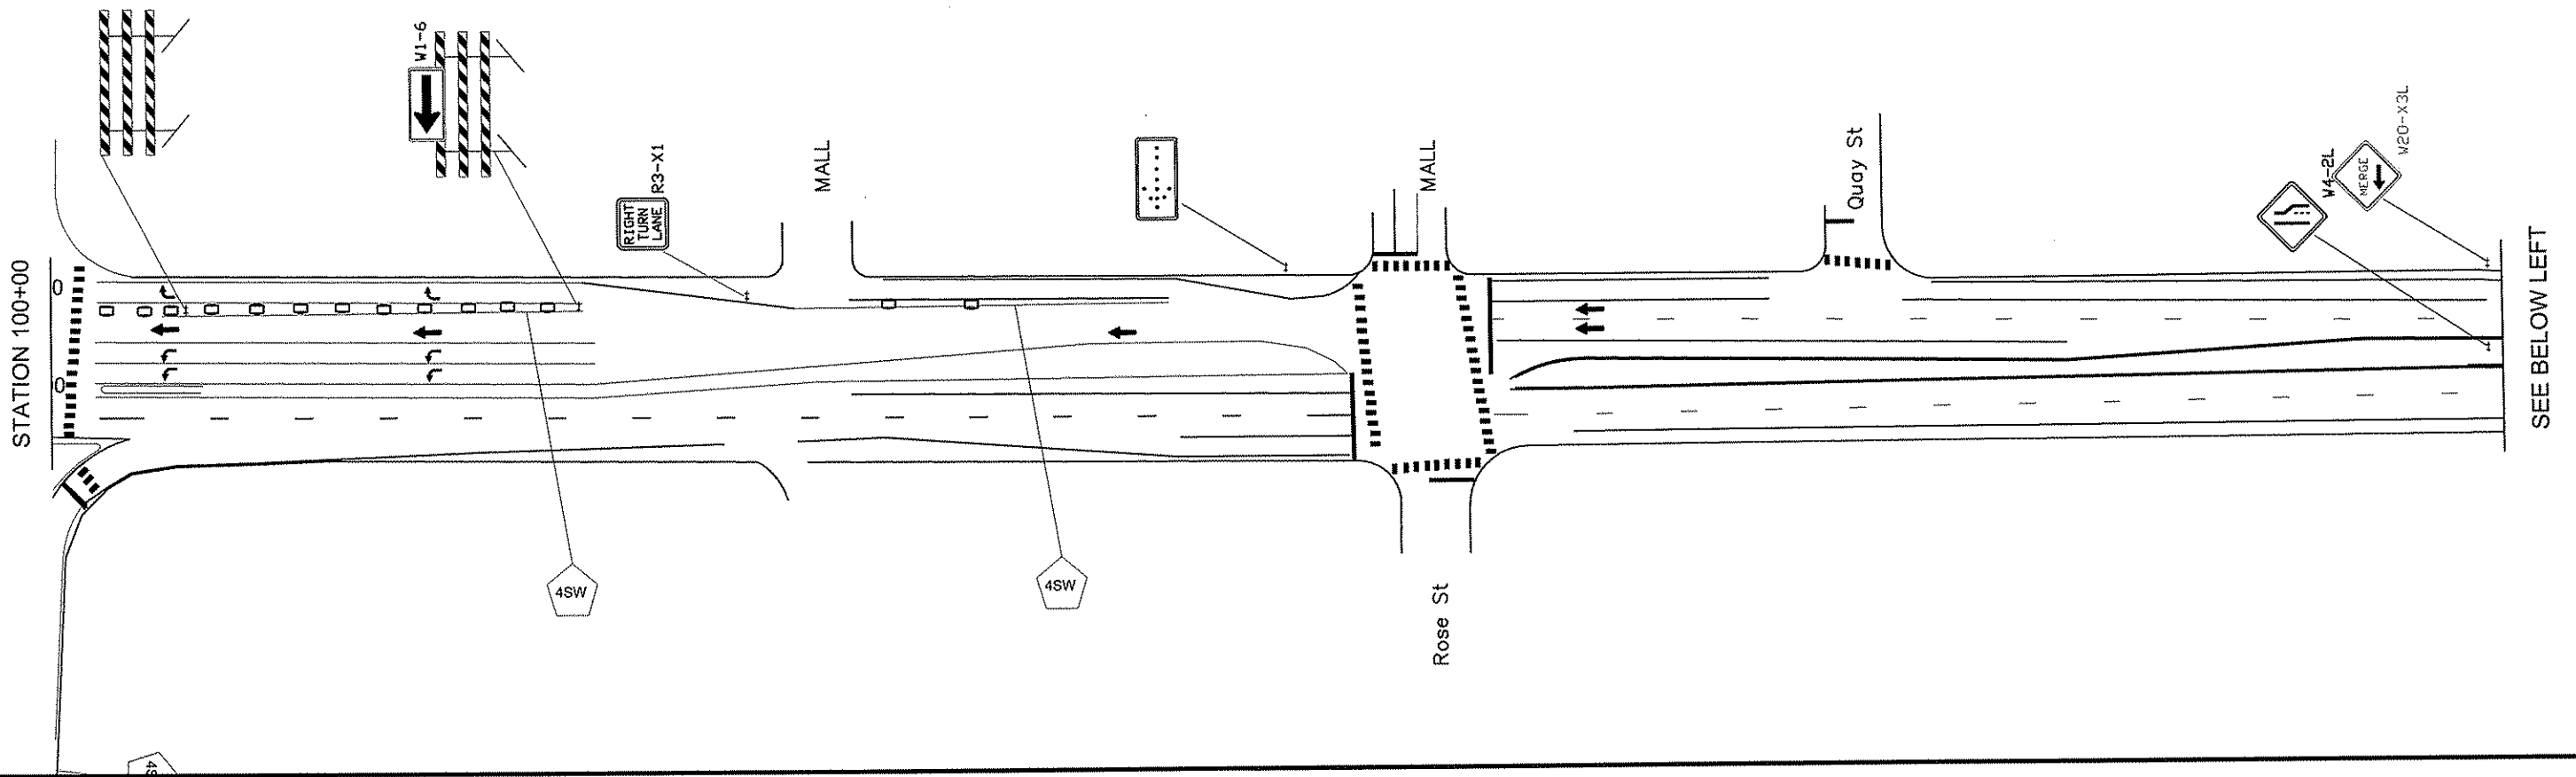 STATION 100+00
W1-6
RIGHT
TURN
LANE
R3-X1
MALL
MALL
Quay St
W4-2L
MERGE
W20-X3L
SEE BELOW LEFT
4SW
4SW
Rose St